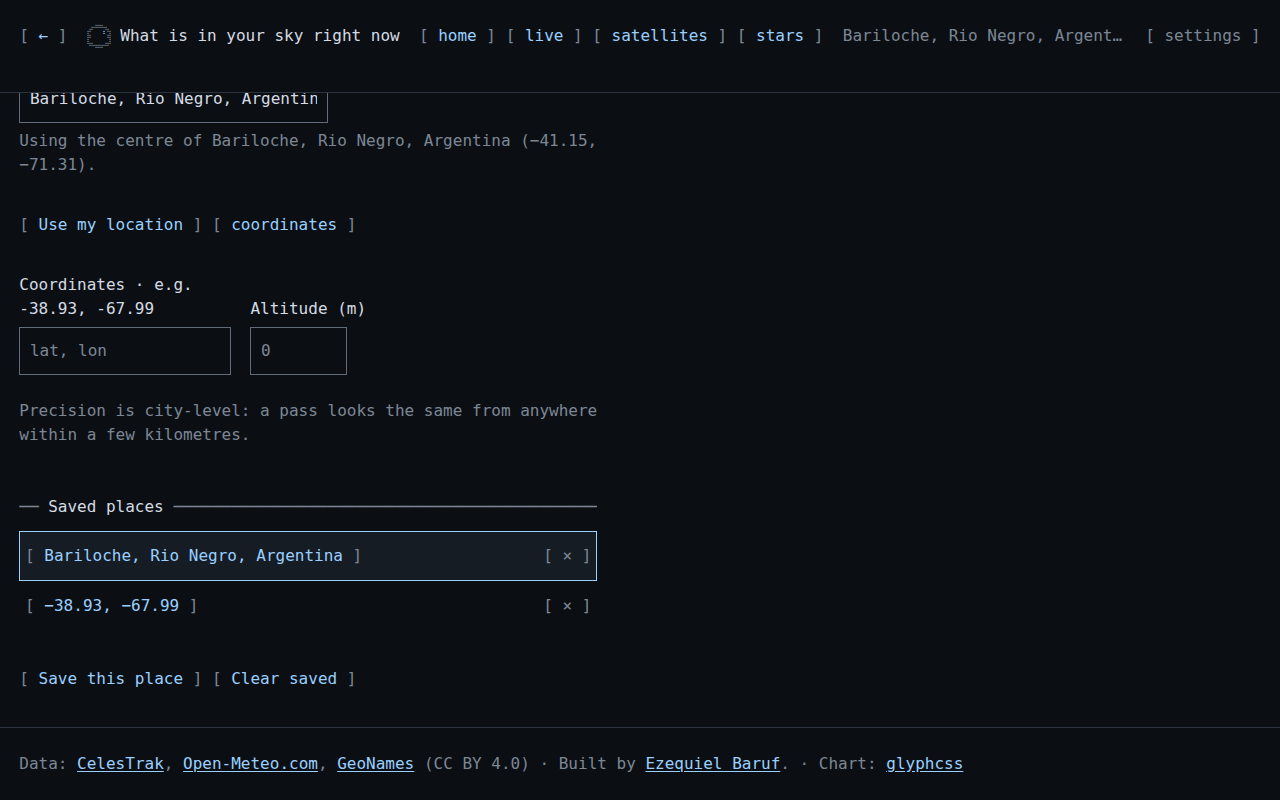 [ ← ] What is in your sky right now [ home ] [ live ] [ satellites ] [ stars ] Bariloche, Rio Negro, Argent… [ settings ]
Bariloche, Rio Negro, Argentin
Using the centre of Bariloche, Rio Negro, Argentina (−41.15,
−71.31).
[ Use my location ] [ coordinates ]
Coordinates · e.g.
-38.93, -67.99 Altitude (m)
lat, lon 0
Precision is city-level: a pass looks the same from anywhere
within a few kilometres.
Saved places
[ Bariloche, Rio Negro, Argentina ] [ × ]
[ −38.93, −67.99 ] [ × ]
[ Save this place ] [ Clear saved ]
Data: CelesTrak, Open-Meteo.com, GeoNames (CC BY 4.0) · Built by Ezequiel Baruf. · Chart: glyphcss